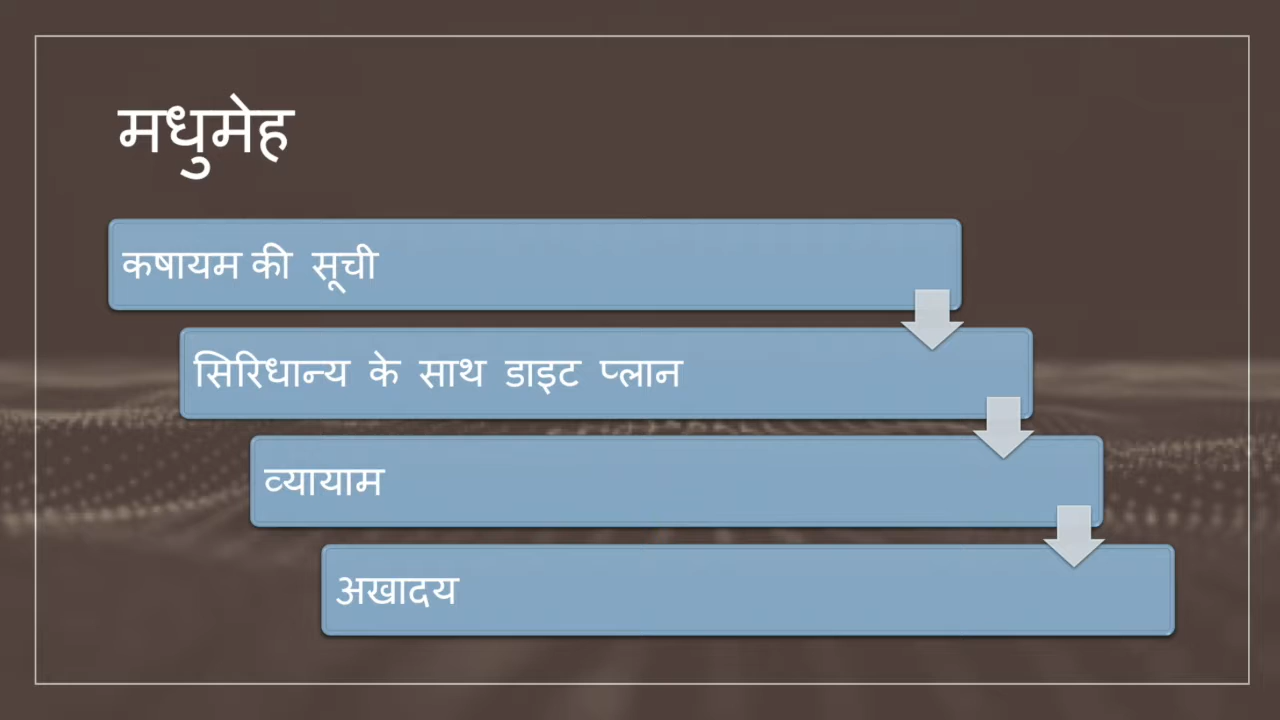 मधुमेह
कषायम की सूची
सिरिधान्य के साथ डाइट प्लान
व्यायाम
अखादय